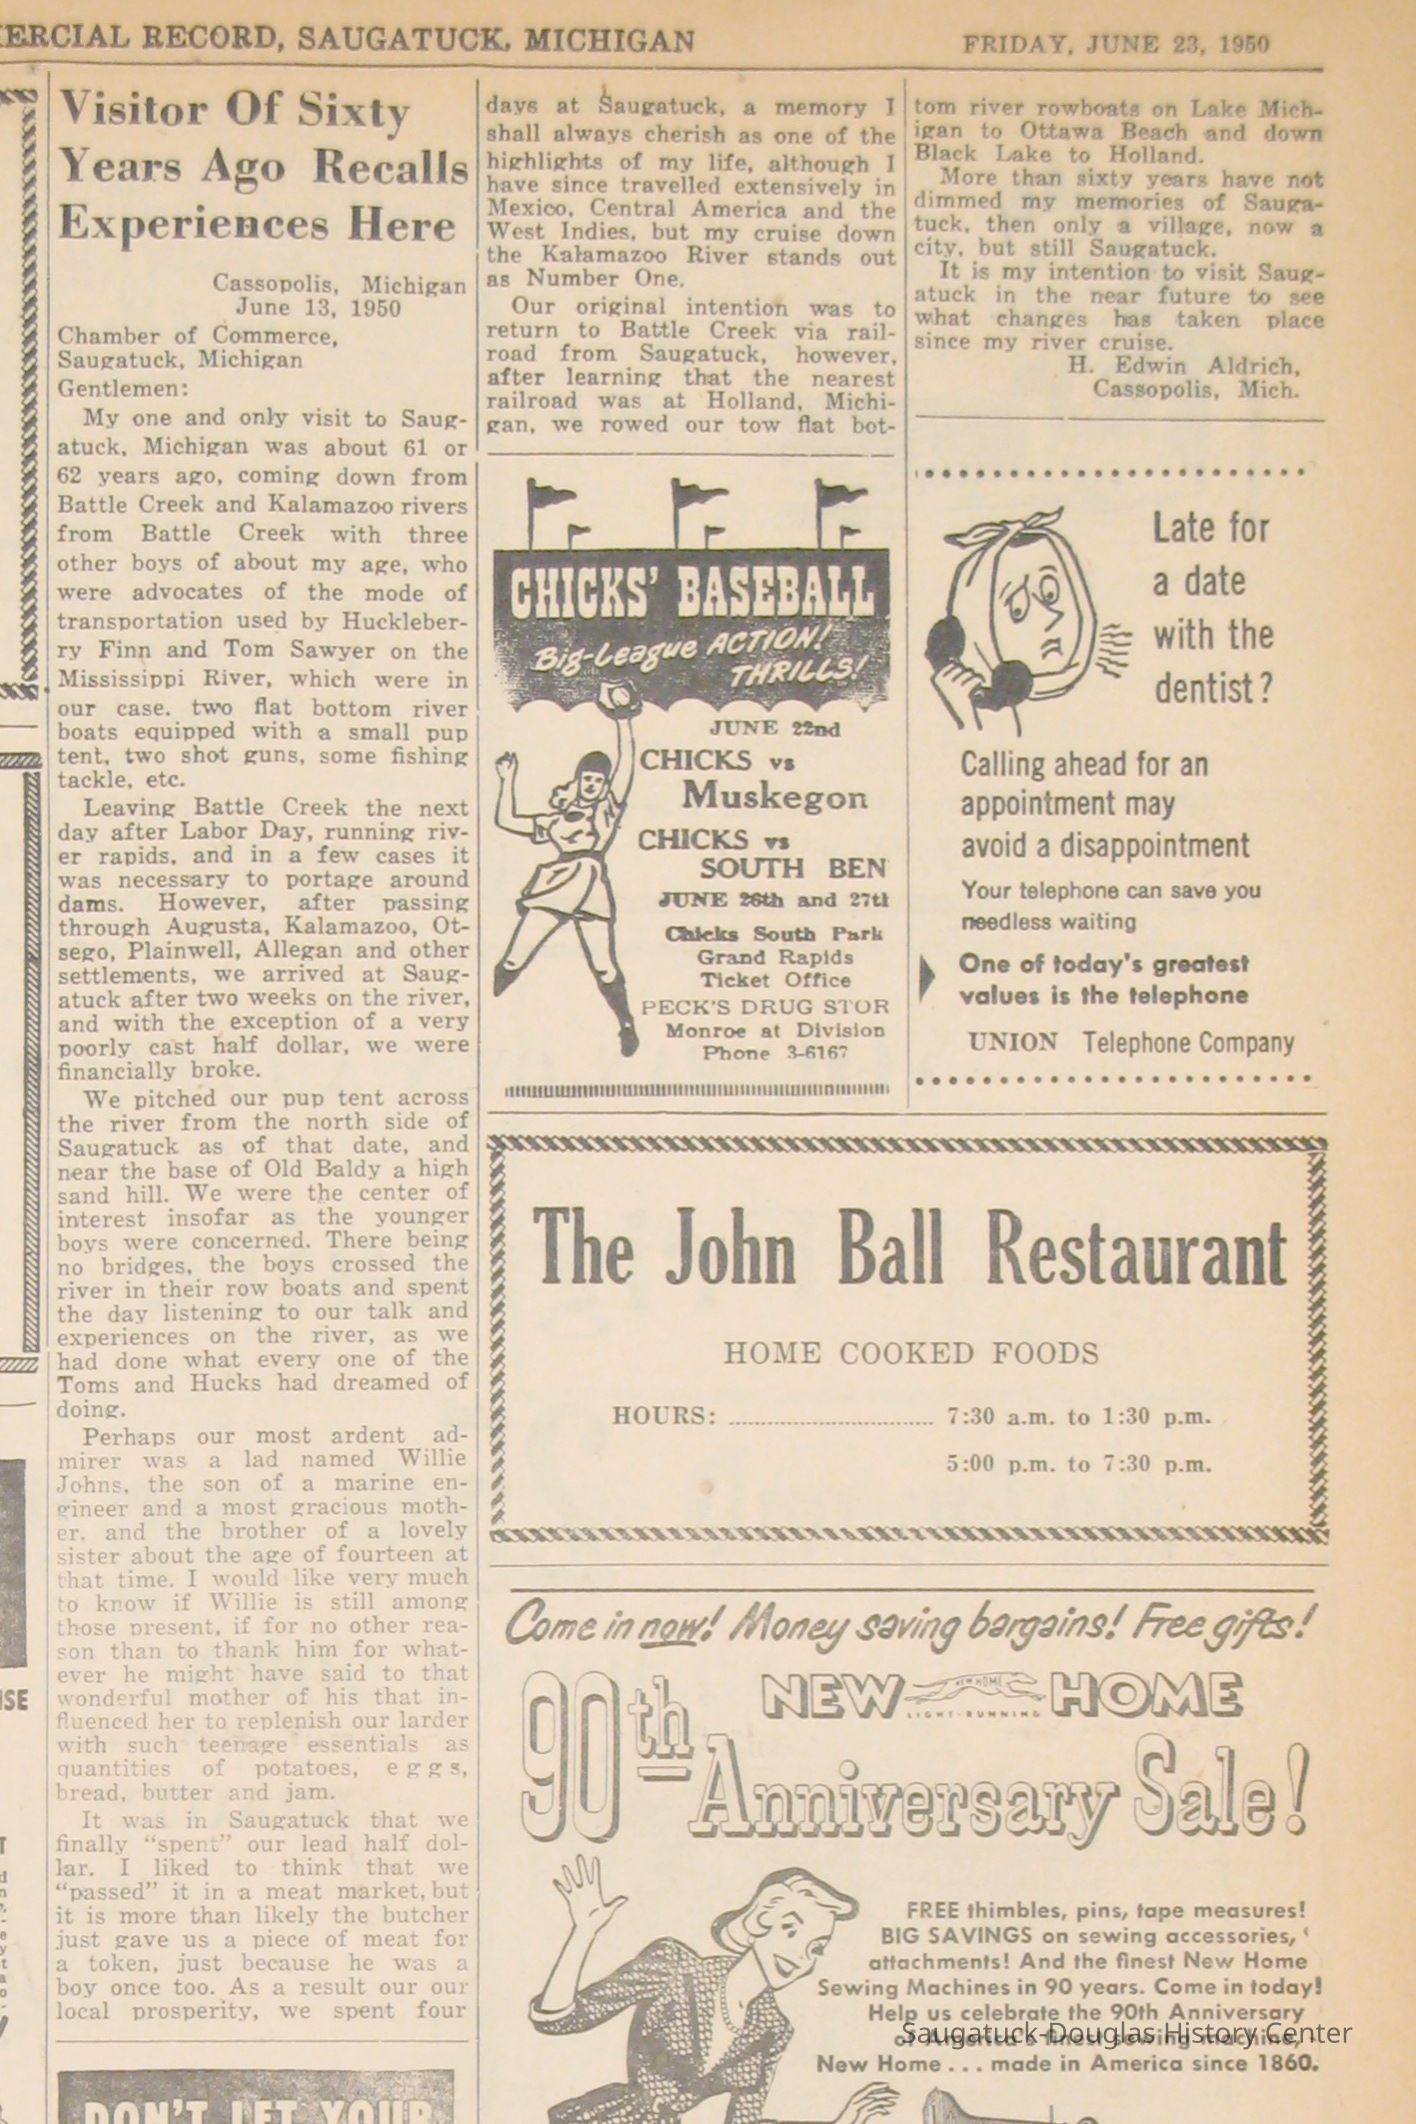 ERCIAL RECORD, SAUGATUCK, MICHIGAN
FRIDAY, JUNE 23, 1950
Visitor Of Sixty
Years Ago Recalls
Experiences Here
Cassopolis, Michigan
June 13, 1950
Chamber of Commerce,
Saugatuck, Michigan
Gentlemen:
My one and only visit to Saug-
atuck, Michigan was about 61 or
62 years ago, coming down from
Battle Creek and Kalamazoo rivers
from Battle Creek with three
other boys of about my age, who
were advocates of the mode of
transportation used by Huckleber-
ry Finn and Tom Sawyer on the
Mississippi River, which were in
our case. two flat bottom river
boats equipped with a small pup
tent, two shot guns, some fishing
tackle, etc.
Leaving Battle Creek the next
day after Labor Day, running riv-
er rapids, and in a few cases it
was necessary to portage around
dams. However, after passing
through Augusta, Kalamazoo, Ot-
sego, Plainwell, Allegan and other
settlements, we arrived at Saug-
atuck after two weeks on the river,
and with the exception of a very
poorly cast half dollar, we were
financially broke.
We pitched our pup tent across
the river from the north side of
Saugatuck as of that date, and
near the base of Old Baldy a high
sand hill. We were the center of
interest insofar as the younger
boys were concerned. There being
no bridges, the boys crossed the
river in their row boats and spent
the day listening to our talk and
experiences on the river, as we
had done what every one of the
Toms and Hucks had dreamed of
doing.
Perhaps our most ardent ad-
mirer was a lad named Willie
Johns, the son of a marine en-
gineer and a most gracious moth-
er. and the brother of a lovely
sister about the age of fourteen at
that time. I would like very much
to know if Willie is still among
those present, if for no other rea-
son than to thank him for what-
ever he might have said to that
wonderful mother of his that in-
fluenced her to replenish our larder
with such teenage essentials as
quantities of potatoes, eggs,
bread, butter and jam.
It was in Saugatuck that we
finally "spent" our lead half dol-
lar. I liked to think that we
"passed" it in a meat market, but
it is more than likely the butcher
just gave us a piece of meat for
a token, just because he was a
boy once too. As a result our our
local prosperity, we spent four
days at Saugatuck, a memory I
shall always cherish as one of the
highlights of my life, although I
have since travelled extensively in
Mexico, Central America and the
West Indies, but my cruise down
the Kalamazoo River stands out
as Number One.
Our original intention was to
return to Battle Creek via rail-
road from Saugatuck, however,
after learning that the nearest
railroad was at Holland, Michi-
gan, we rowed our tow flat bot-
tom river rowboats on Lake Mich-
igan to Ottawa Beach and down
Black Lake to Holland.
More than sixty years have not
dimmed my memories of Sauga-
tuck, then only a village, now a
city, but still Saugatuck.
It is my intention to visit Saug-
atuck in the near future to see
what changes has taken place
since my river cruise.
H. Edwin Aldrich,
Cassopolis, Mich.
CHICKS' BASEBALL
Big-League ACTION!
THRILLS!
JUNE 22nd
CHICKS vs
Muskegon
CHICKS vs
SOUTH BEN
JUNE 26th and 27th
Chicks South Park
Grand Rapids
Ticket Office
PECK'S DRUG STOR
Monroe at Division
Phone 3-6167
Late for
a date
with the
dentist?
Calling ahead for an
appointment may
avoid a disappointment
Your telephone can save you
needless waiting
One of today's greatest
values is the telephone
UNION Telephone Company
The John Ball Restaurant
HOME COOKED FOODS
HOURS: ........ 7:30 a.m. to 1:30 p.m.
5:00 p.m. to 7:30 p.m.
Come in now! Money saving bargains! Free gifts!
90th
NEW HOME
NEW HOME
LIGHT-RUNNING
Anniversary Sale!
FREE thimbles, pins, tape measures!
BIG SAVINGS on sewing accessories,
attachments! And the finest New Home
Sewing Machines in 90 years. Come in today!
Help us celebrate the 90th Anniversary
of America's finest sewing machine,
New Home . . . made in America since 1860.
Saugatuck-Douglas History Center
DON'T LET YOUR